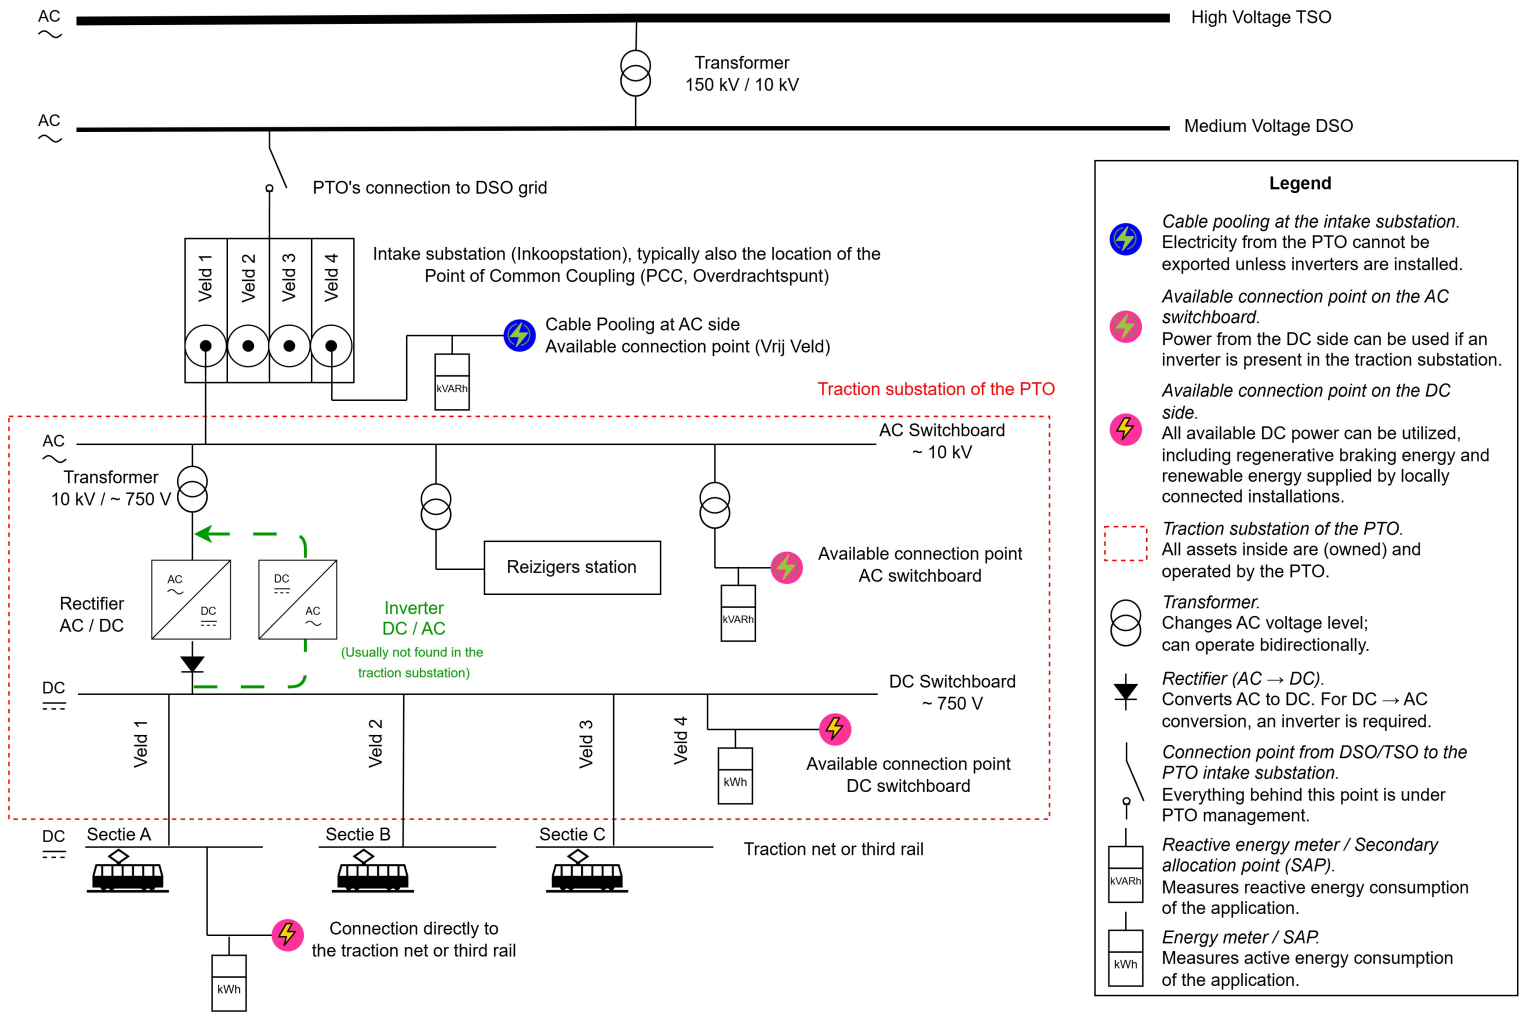 AC
High Voltage TSO
Transformer
150 kV / 10 kV
AC
Medium Voltage DSO
PTO's connection to DSO grid
Veld 1
Veld 2
Veld 3
Veld 4
Intake substation (Inkoopstation), typically also the location of the
Point of Common Coupling (PCC, Overdrachtspunt)
Cable Pooling at AC side
Available connection point (Vrij Veld)
kVARh
Traction substation of the PTO
AC
AC Switchboard
~ 10 kV
Transformer
10 kV / ~ 750 V
Reizigers station
Available connection point
AC switchboard
kVARh
AC
DC
DC
AC
Rectifier
AC / DC
Inverter
DC / AC
(Usually not found in the
traction substation)
DC
DC Switchboard
~ 750 V
Veld 1
Veld 2
Veld 3
Veld 4
kWh
Available connection point
DC switchboard
DC
Sectie A
Sectie B
Sectie C
Traction net or third rail
Connection directly to
the traction net or third rail
kWh
Legend
Cable pooling at the intake substation.
Electricity from the PTO cannot be
exported unless inverters are installed.
Available connection point on the AC
switchboard.
Power from the DC side can be used if an
inverter is present in the traction substation.
Available connection point on the DC
side.
All available DC power can be utilized,
including regenerative braking energy and
renewable energy supplied by locally
connected installations.
Traction substation of the PTO.
All assets inside are (owned) and
operated by the PTO.
Transformer.
Changes AC voltage level;
can operate bidirectionally.
Rectifier (AC → DC).
Converts AC to DC. For DC → AC
conversion, an inverter is required.
Connection point from DSO/TSO to the
PTO intake substation.
Everything behind this point is under
PTO management.
Reactive energy meter / Secondary
allocation point (SAP).
kVARh
Measures reactive energy consumption
of the application.
Energy meter / SAP.
kWh
Measures active energy consumption
of the application.